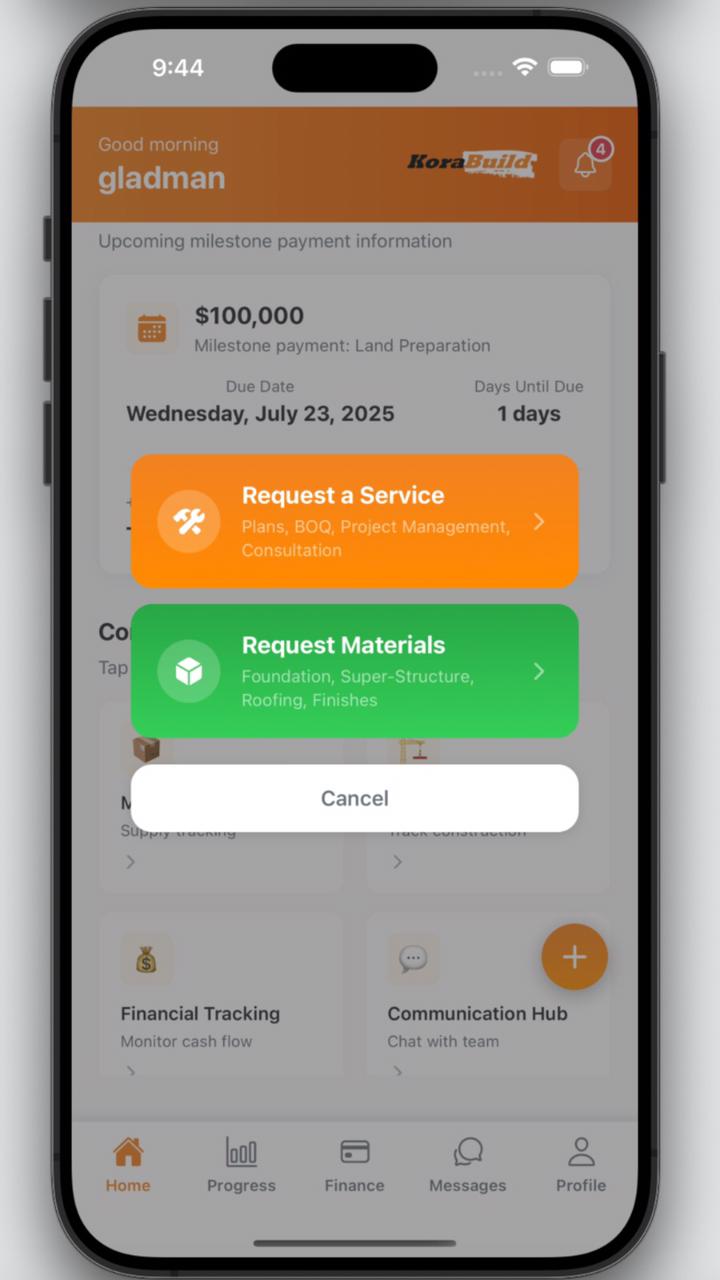 9:44
Good morning
gladman
KoraBuild
4
Upcoming milestone payment information
$100,000
Milestone payment: Land Preparation
Due Date
Days Until Due
Wednesday, July 23, 2025
1 days
Request a Service
Plans, BOQ, Project Management,
Consultation
Co
Tap
Request Materials
Foundation, Super-Structure,
Roofing, Finishes
Cancel
M
Supply tracking
Track construction
Financial Tracking
Monitor cash flow
Communication Hub
Chat with team
Home
Progress
Finance
Messages
Profile